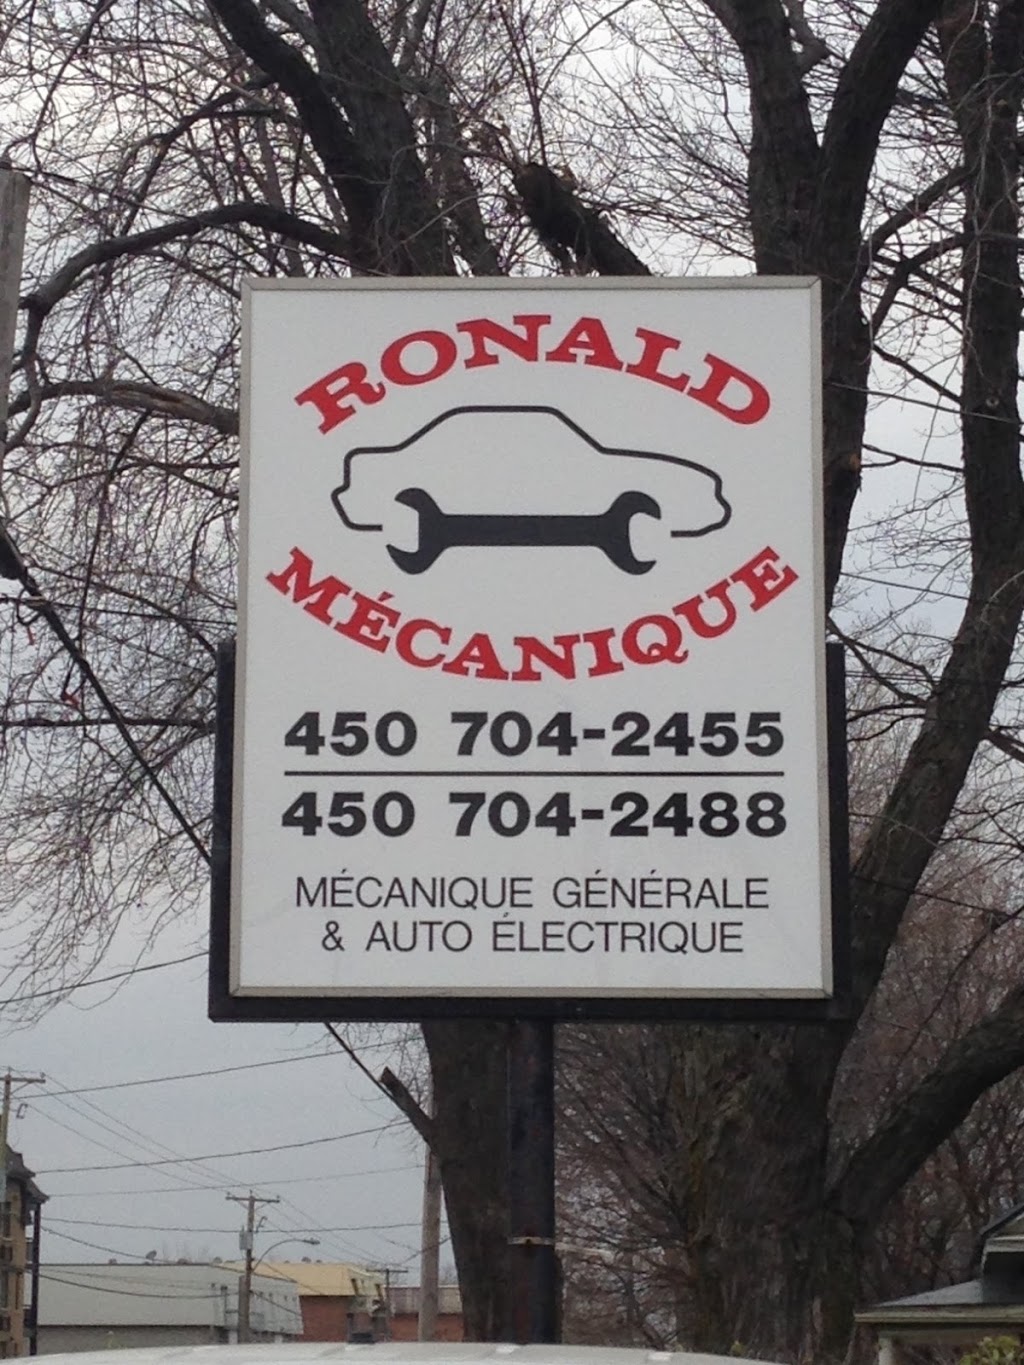 RONALD
MÉCANIQUE
450 704-2455
450 704-2488
MÉCANIQUE GÉNÉRALE
& AUTO ÉLECTRIQUE